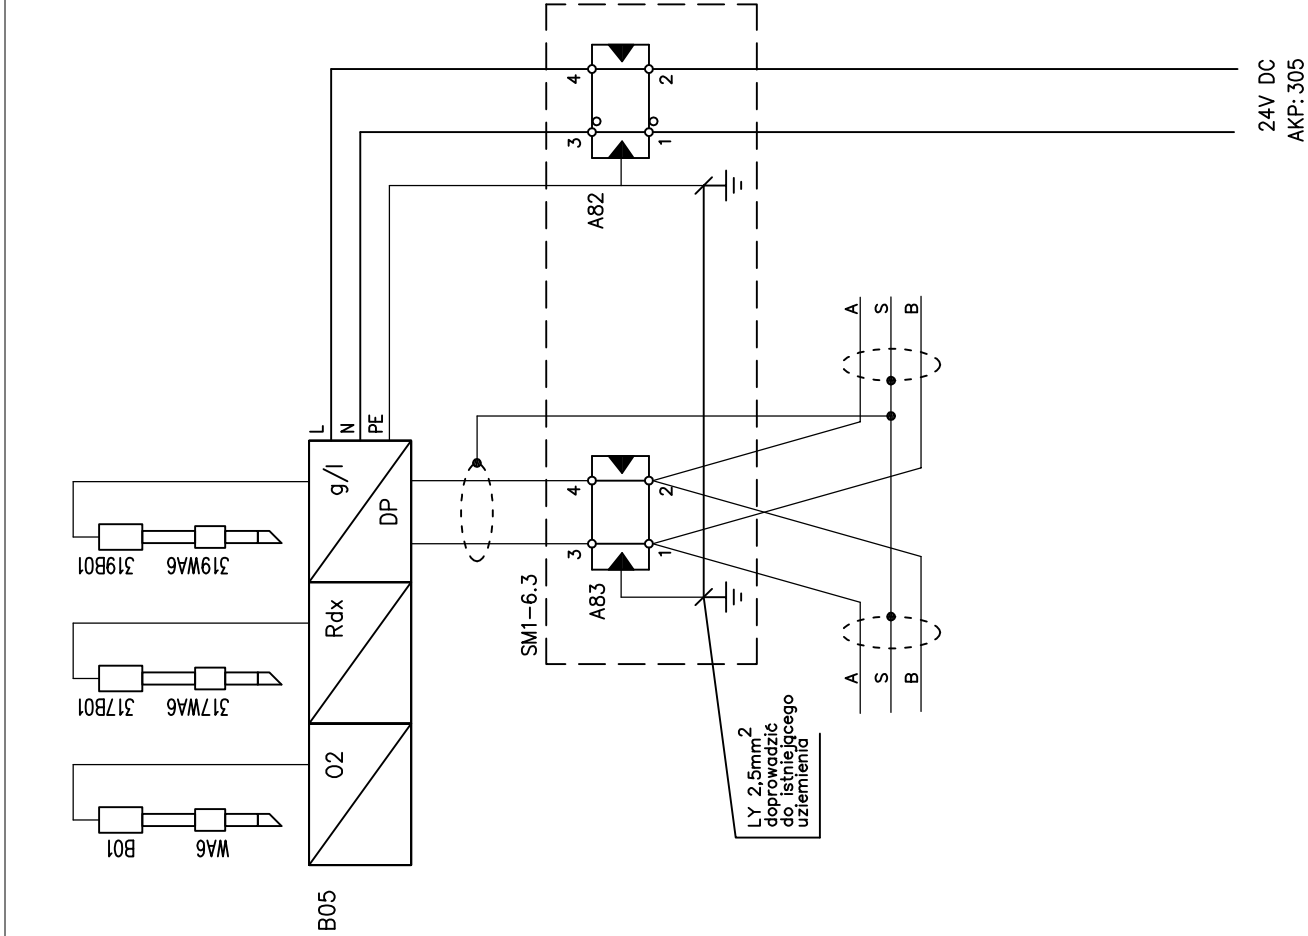 24V DC
AKP:305
4
2
3
1
A82
A
S
B
L
N
PE
g/l
DP
319B01
319WA6
4
2
3
1
A83
SM1-6.3
Rdx
317B01
317WA6
A
S
B
O2
B01
WA6
LY 2,5mm2
doprowadzić
do istniejącego
uziemienia
B05